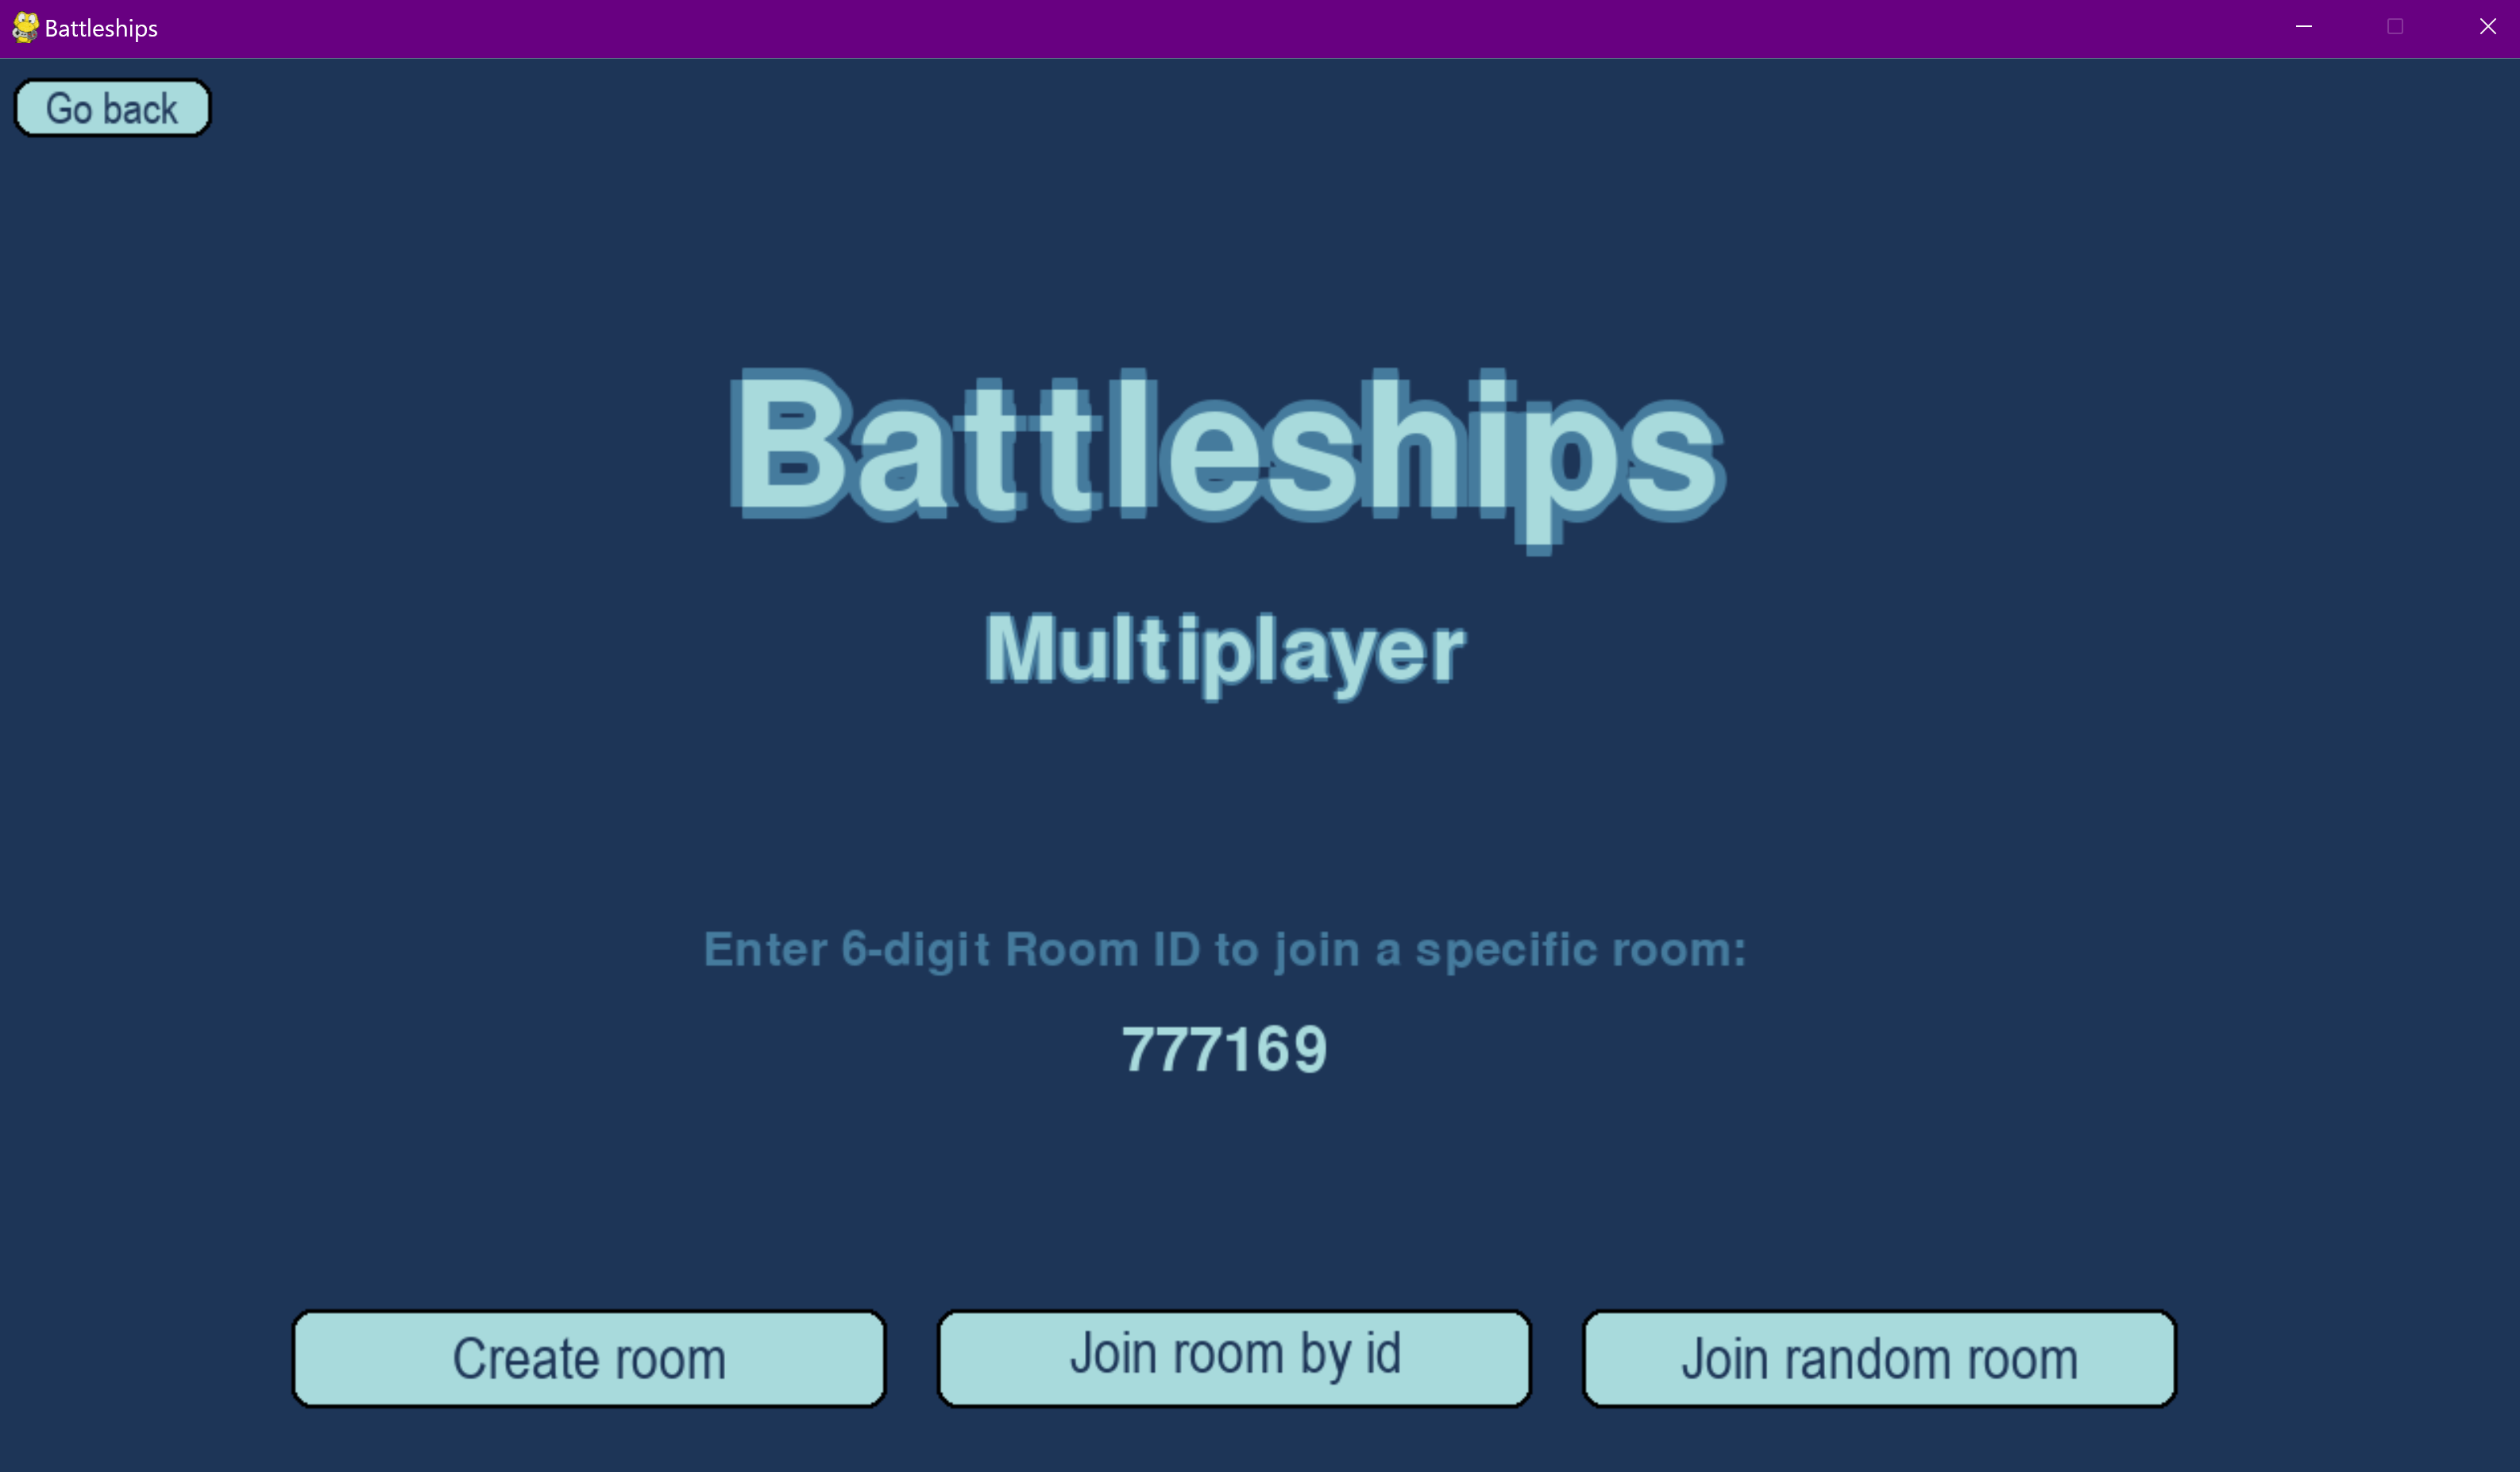 Battleships
Go back
Battleships
Multiplayer
Enter 6-digit Room ID to join a specific room:
777169
Create room
Join room by id
Join random room